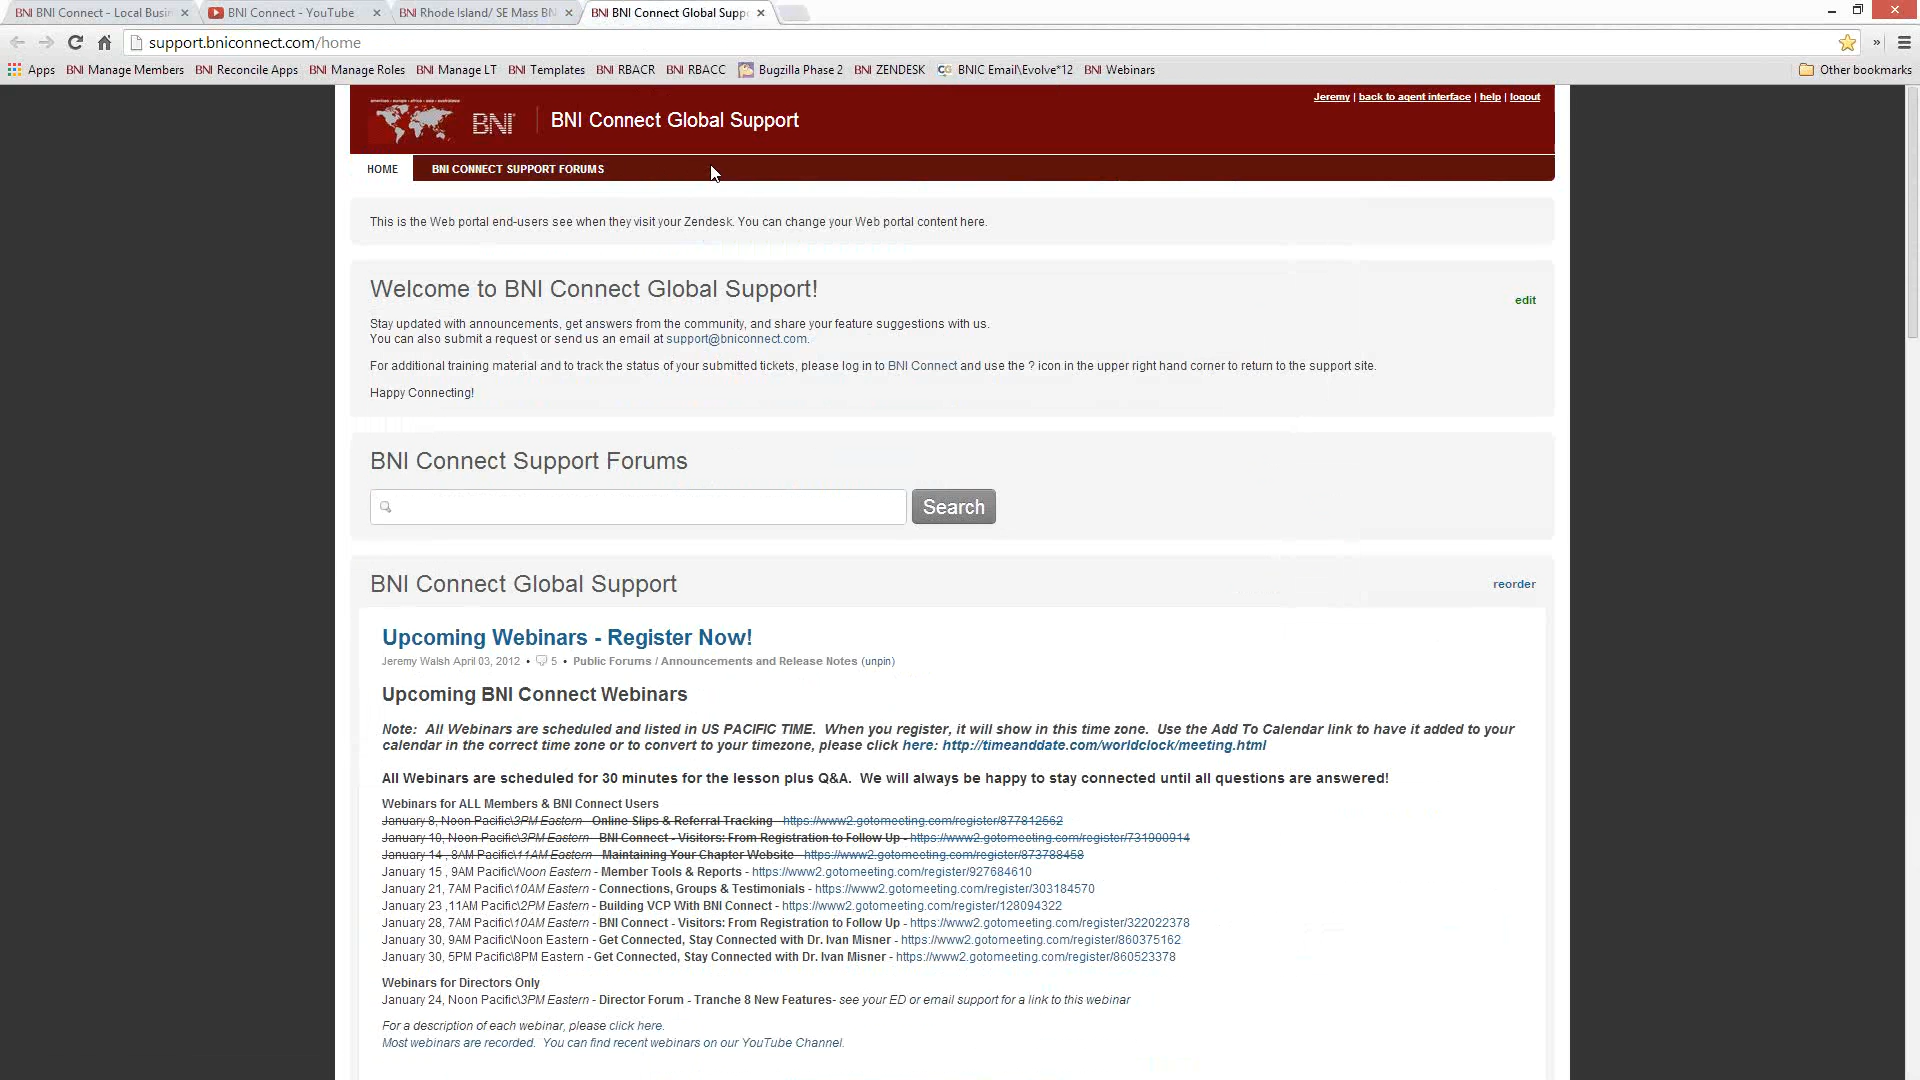 BNI BNI Connect - Local Busin
BNI Connect - YouTube
BNI Rhode Island/ SE Mass BN
BNI BNI Connect Global Supp
support.bniconnect.com/home
Apps BNI Manage Members BNI Reconcile Apps BNI Manage Roles BNI Manage LT BNI Templates BNI RBACR BNI RBACC Bugzilla Phase 2 BNI ZENDESK CG BNIC Email\Evolve*12 BNI Webinars Other bookmarks
Jeremy | back to agent interface | help | logout
americas • europe • africa • asia • australasia
BNI BNI Connect Global Support
HOME BNI CONNECT SUPPORT FORUMS
This is the Web portal end-users see when they visit your Zendesk. You can change your Web portal content here.
Welcome to BNI Connect Global Support!
edit
Stay updated with announcements, get answers from the community, and share your feature suggestions with us.
You can also submit a request or send us an email at support@bniconnect.com.
For additional training material and to track the status of your submitted tickets, please log in to BNI Connect and use the ? icon in the upper right hand corner to return to the support site.
Happy Connecting!
BNI Connect Support Forums
Search
BNI Connect Global Support reorder
Upcoming Webinars - Register Now!
Jeremy Walsh April 03, 2012 • 5 • Public Forums / Announcements and Release Notes (unpin)
Upcoming BNI Connect Webinars
Note: All Webinars are scheduled and listed in US PACIFIC TIME. When you register, it will show in this time zone. Use the Add To Calendar link to have it added to your
calendar in the correct time zone or to convert to your timezone, please click here: http://timeanddate.com/worldclock/meeting.html
All Webinars are scheduled for 30 minutes for the lesson plus Q&A. We will always be happy to stay connected until all questions are answered!
Webinars for ALL Members & BNI Connect Users
January 8, Noon Pacific\3PM Eastern - Online Slips & Referral Tracking - https://www2.gotomeeting.com/register/877812562
January 10, Noon Pacific\3PM Eastern - BNI Connect - Visitors: From Registration to Follow Up - https://www2.gotomeeting.com/register/731900914
January 14 , 8AM Pacific\11AM Eastern - Maintaining Your Chapter Website - https://www2.gotomeeting.com/register/873788458
January 15 , 9AM Pacific\Noon Eastern - Member Tools & Reports - https://www2.gotomeeting.com/register/927684610
January 21, 7AM Pacific\10AM Eastern - Connections, Groups & Testimonials - https://www2.gotomeeting.com/register/303184570
January 23 ,11AM Pacific\2PM Eastern - Building VCP With BNI Connect - https://www2.gotomeeting.com/register/128094322
January 28, 7AM Pacific\10AM Eastern - BNI Connect - Visitors: From Registration to Follow Up - https://www2.gotomeeting.com/register/322022378
January 30, 9AM Pacific\Noon Eastern - Get Connected, Stay Connected with Dr. Ivan Misner - https://www2.gotomeeting.com/register/860375162
January 30, 5PM Pacific\8PM Eastern - Get Connected, Stay Connected with Dr. Ivan Misner - https://www2.gotomeeting.com/register/860523378
Webinars for Directors Only
January 24, Noon Pacific\3PM Eastern - Director Forum - Tranche 8 New Features- see your ED or email support for a link to this webinar
For a description of each webinar, please click here.
Most webinars are recorded. You can find recent webinars on our YouTube Channel.